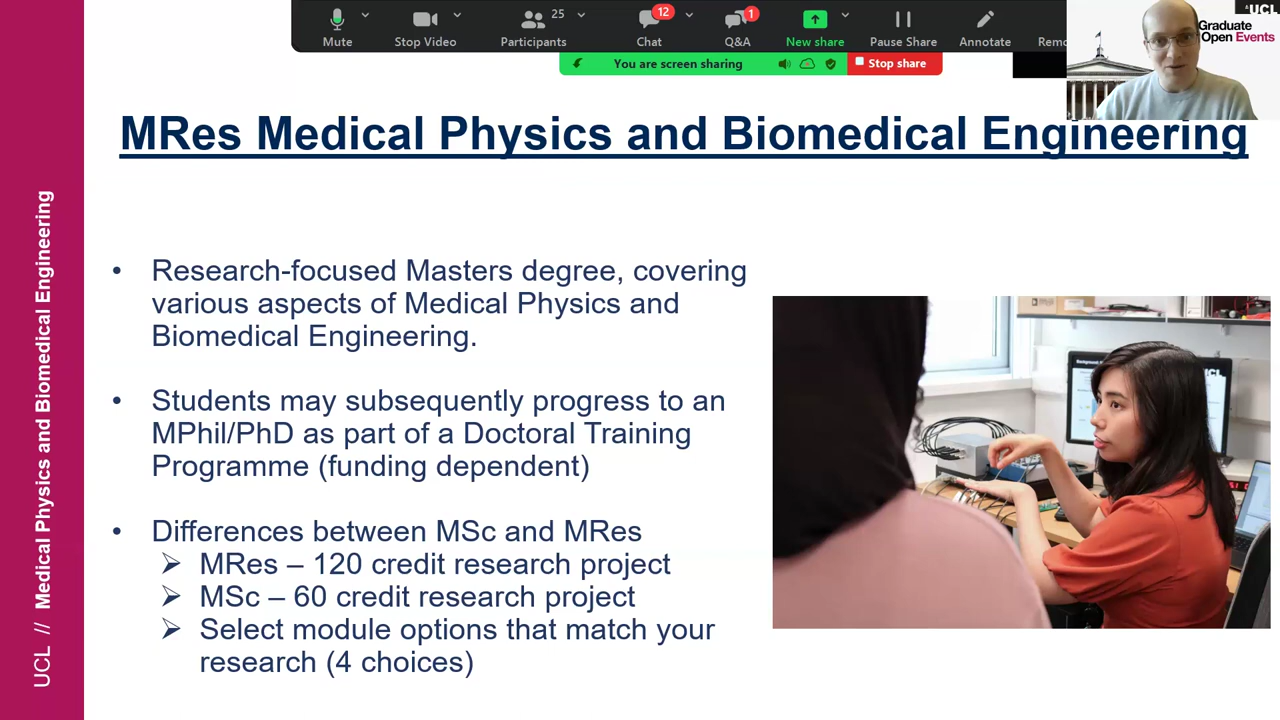 Mute
Stop Video
25
Participants
12
Chat
1
Q&A
New share
Pause Share
Annotate
You are screen sharing
Stop share
UCL
Graduate
Open Events
MRes Medical Physics and Biomedical Engineering
• Research-focused Masters degree, covering
various aspects of Medical Physics and
Biomedical Engineering.
• Students may subsequently progress to an
MPhil/PhD as part of a Doctoral Training
Programme (funding dependent)
• Differences between MSc and MRes
➢ MRes – 120 credit research project
➢ MSc – 60 credit research project
➢ Select module options that match your
research (4 choices)
UCL // Medical Physics and Biomedical Engineering